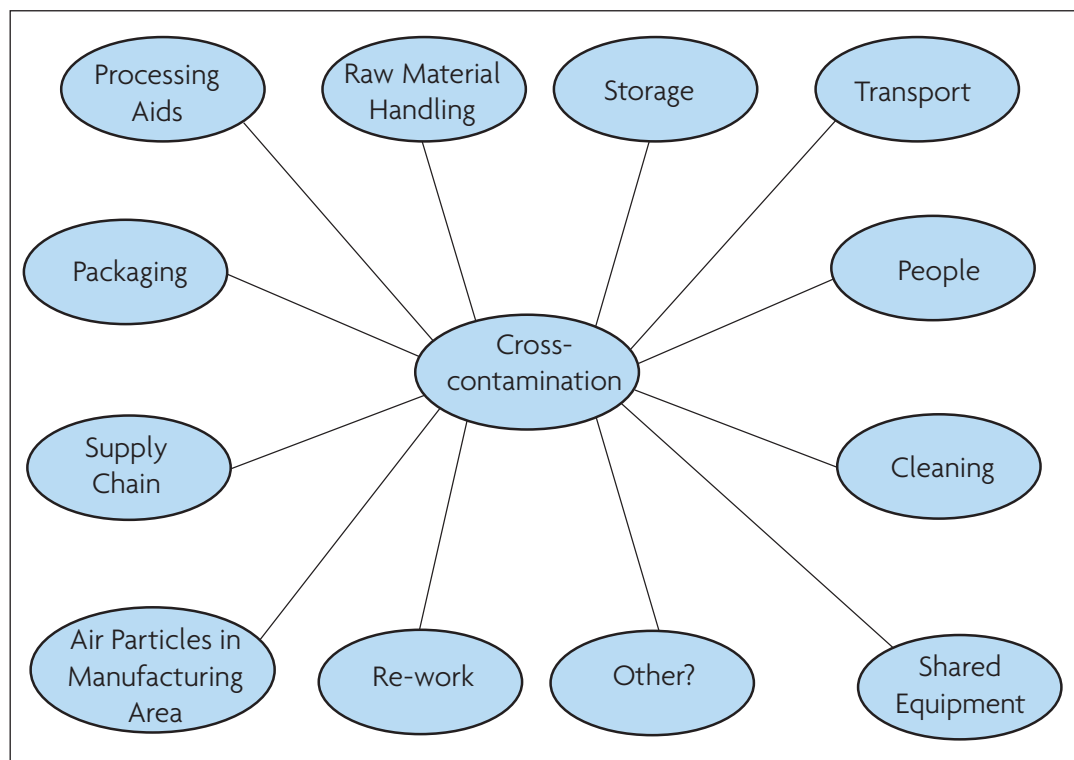 Processing
Aids
Raw Material
Handling
Storage
Transport
Packaging
People
Cross-
contamination
Supply
Chain
Cleaning
Air Particles in
Manufacturing
Area
Re-work
Other?
Shared
Equipment